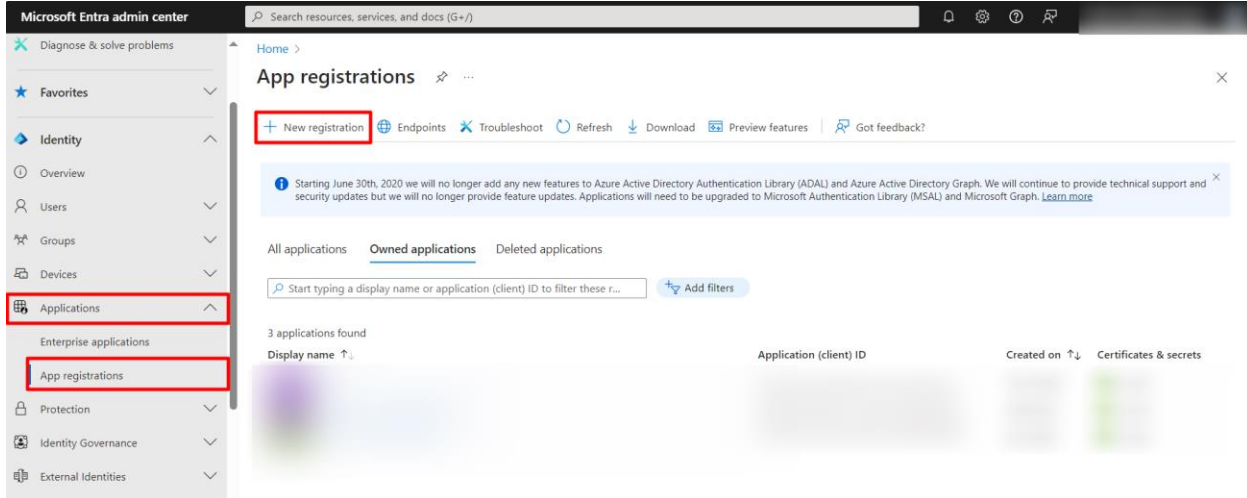 Microsoft Entra admin center
Search resources, services, and docs (G+/)
Diagnose & solve problems
Favorites
Identity
Overview
Users
Groups
Devices
Applications
Enterprise applications
App registrations
Protection
Identity Governance
External Identities
Home >
App registrations
New registration Endpoints Troubleshoot Refresh Download Preview features Got feedback?
Starting June 30th, 2020 we will no longer add any new features to Azure Active Directory Authentication Library (ADAL) and Azure Active Directory Graph. We will continue to provide technical support and
security updates but we will no longer provide feature updates. Applications will need to be upgraded to Microsoft Authentication Library (MSAL) and Microsoft Graph. Learn more
All applications Owned applications Deleted applications
Start typing a display name or application (client) ID to filter these r... Add filters
3 applications found
Display name Application (client) ID Created on Certificates & secrets